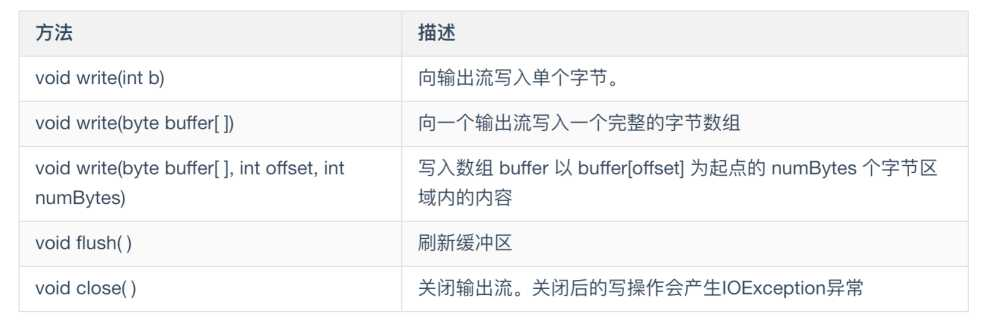 方法 描述
void write(int b) 向输出流写入单个字节。
void write(byte buffer[ ]) 向一个输出流写入一个完整的字节数组
void write(byte buffer[ ], int offset, int 写入数组 buffer 以 buffer[offset] 为起点的 numBytes 个字节区
numBytes) 域内的内容
void flush( ) 刷新缓冲区
void close( ) 关闭输出流。关闭后的写操作会产生IOException异常